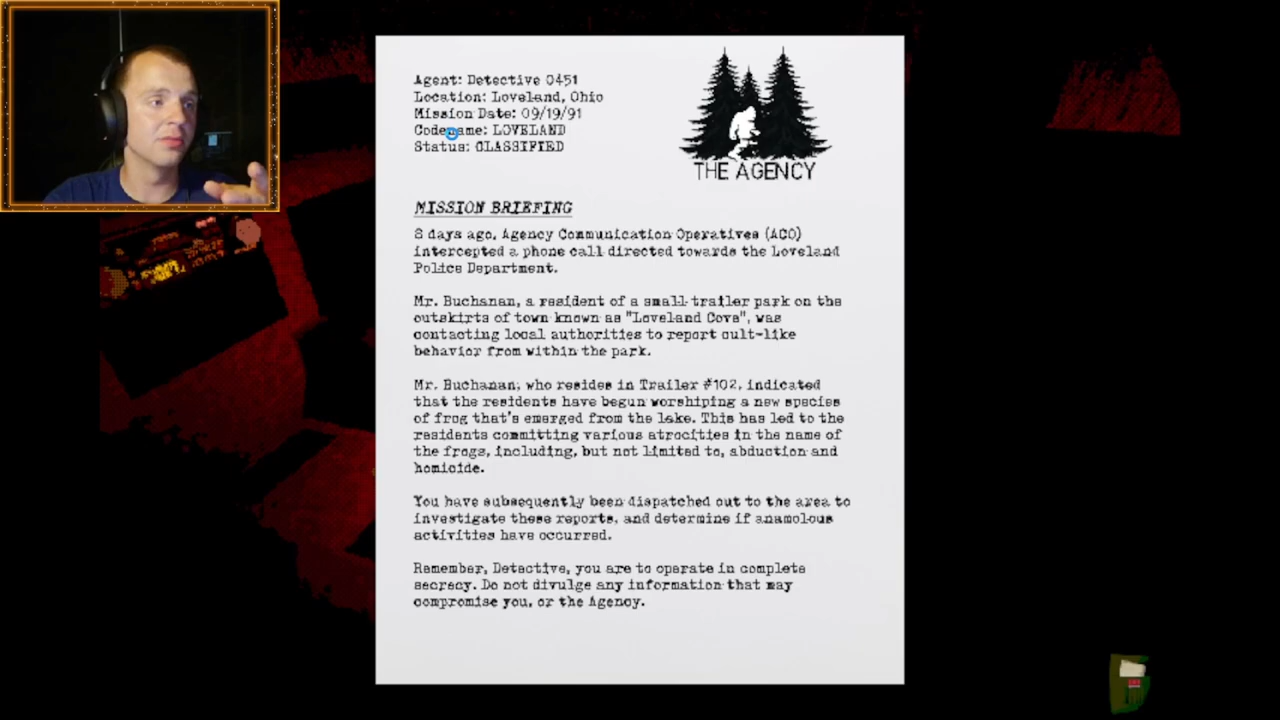 Agent: Detective 0451
Location: Loveland, Ohio
Mission Date: 09/19/91
Codename: LOVELAND
Status: CLASSIFIED
THE AGENCY
MISSION BRIEFING
8 days ago, Agency Communication Operatives (ACO)
intercepted a phone call directed towards the Loveland
Police Department.
Mr. Buchanan, a resident of a small trailer park on the
outskirts of town known as "Loveland Cove", was
contacting local authorities to report cult-like
behavior from within the park.
Mr. Buchanan, who resides in Trailer #102, indicated
that the residents have begun worshiping a new species
of frog that's emerged from the lake. This has led to the
residents committing various atrocities in the name of
the frogs, including, but not limited to, abduction and
homicide.
You have subsequently been dispatched out to the area to
investigate these reports, and determine if anamolous
activities have occurred.
Remember, Detective, you are to operate in complete
secrecy. Do not divulge any information that may
compromise you, or the Agency.